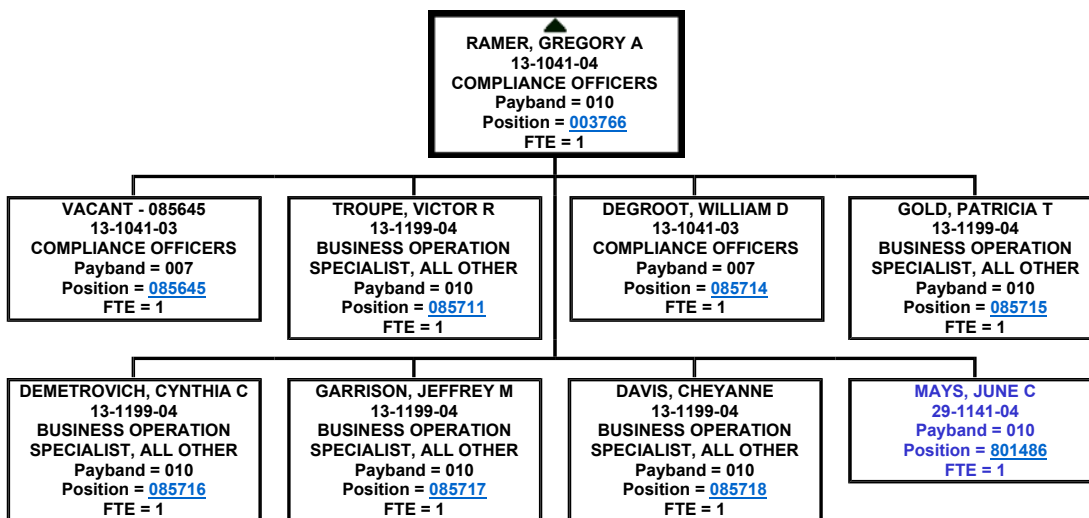 RAMER, GREGORY A
13-1041-04
COMPLIANCE OFFICERS
Payband = 010
Position = 003766
FTE = 1
VACANT - 085645
13-1041-03
COMPLIANCE OFFICERS
Payband = 007
Position = 085645
FTE = 1
TROUPE, VICTOR R
13-1199-04
BUSINESS OPERATION
SPECIALIST, ALL OTHER
Payband = 010
Position = 085711
FTE = 1
DEGROOT, WILLIAM D
13-1041-03
COMPLIANCE OFFICERS
Payband = 007
Position = 085714
FTE = 1
GOLD, PATRICIA T
13-1199-04
BUSINESS OPERATION
SPECIALIST, ALL OTHER
Payband = 010
Position = 085715
FTE = 1
DEMETROVICH, CYNTHIA C
13-1199-04
BUSINESS OPERATION
SPECIALIST, ALL OTHER
Payband = 010
Position = 085716
FTE = 1
GARRISON, JEFFREY M
13-1199-04
BUSINESS OPERATION
SPECIALIST, ALL OTHER
Payband = 010
Position = 085717
FTE = 1
DAVIS, CHEYANNE
13-1199-04
BUSINESS OPERATION
SPECIALIST, ALL OTHER
Payband = 010
Position = 085718
FTE = 1
MAYS, JUNE C
29-1141-04
Payband = 010
Position = 801486
FTE = 1